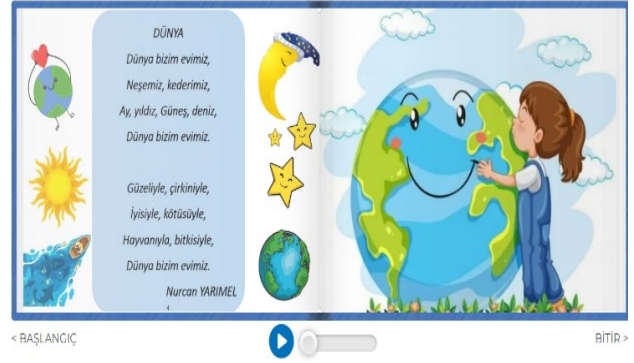 DÜNYA
Dünya bizim evimiz,
Neşemiz, kederimiz,
Ay, yıldız, Güneş, deniz,
Dünya bizim evimiz.
Güzeliyle, çirkiniyle,
İyisiyle, kötüsüyle,
Hayvanıyla, bitkisiyle,
Dünya bizim evimiz.
Nurcan YARIMEL
< BAŞLANGIÇ
BİTİR >